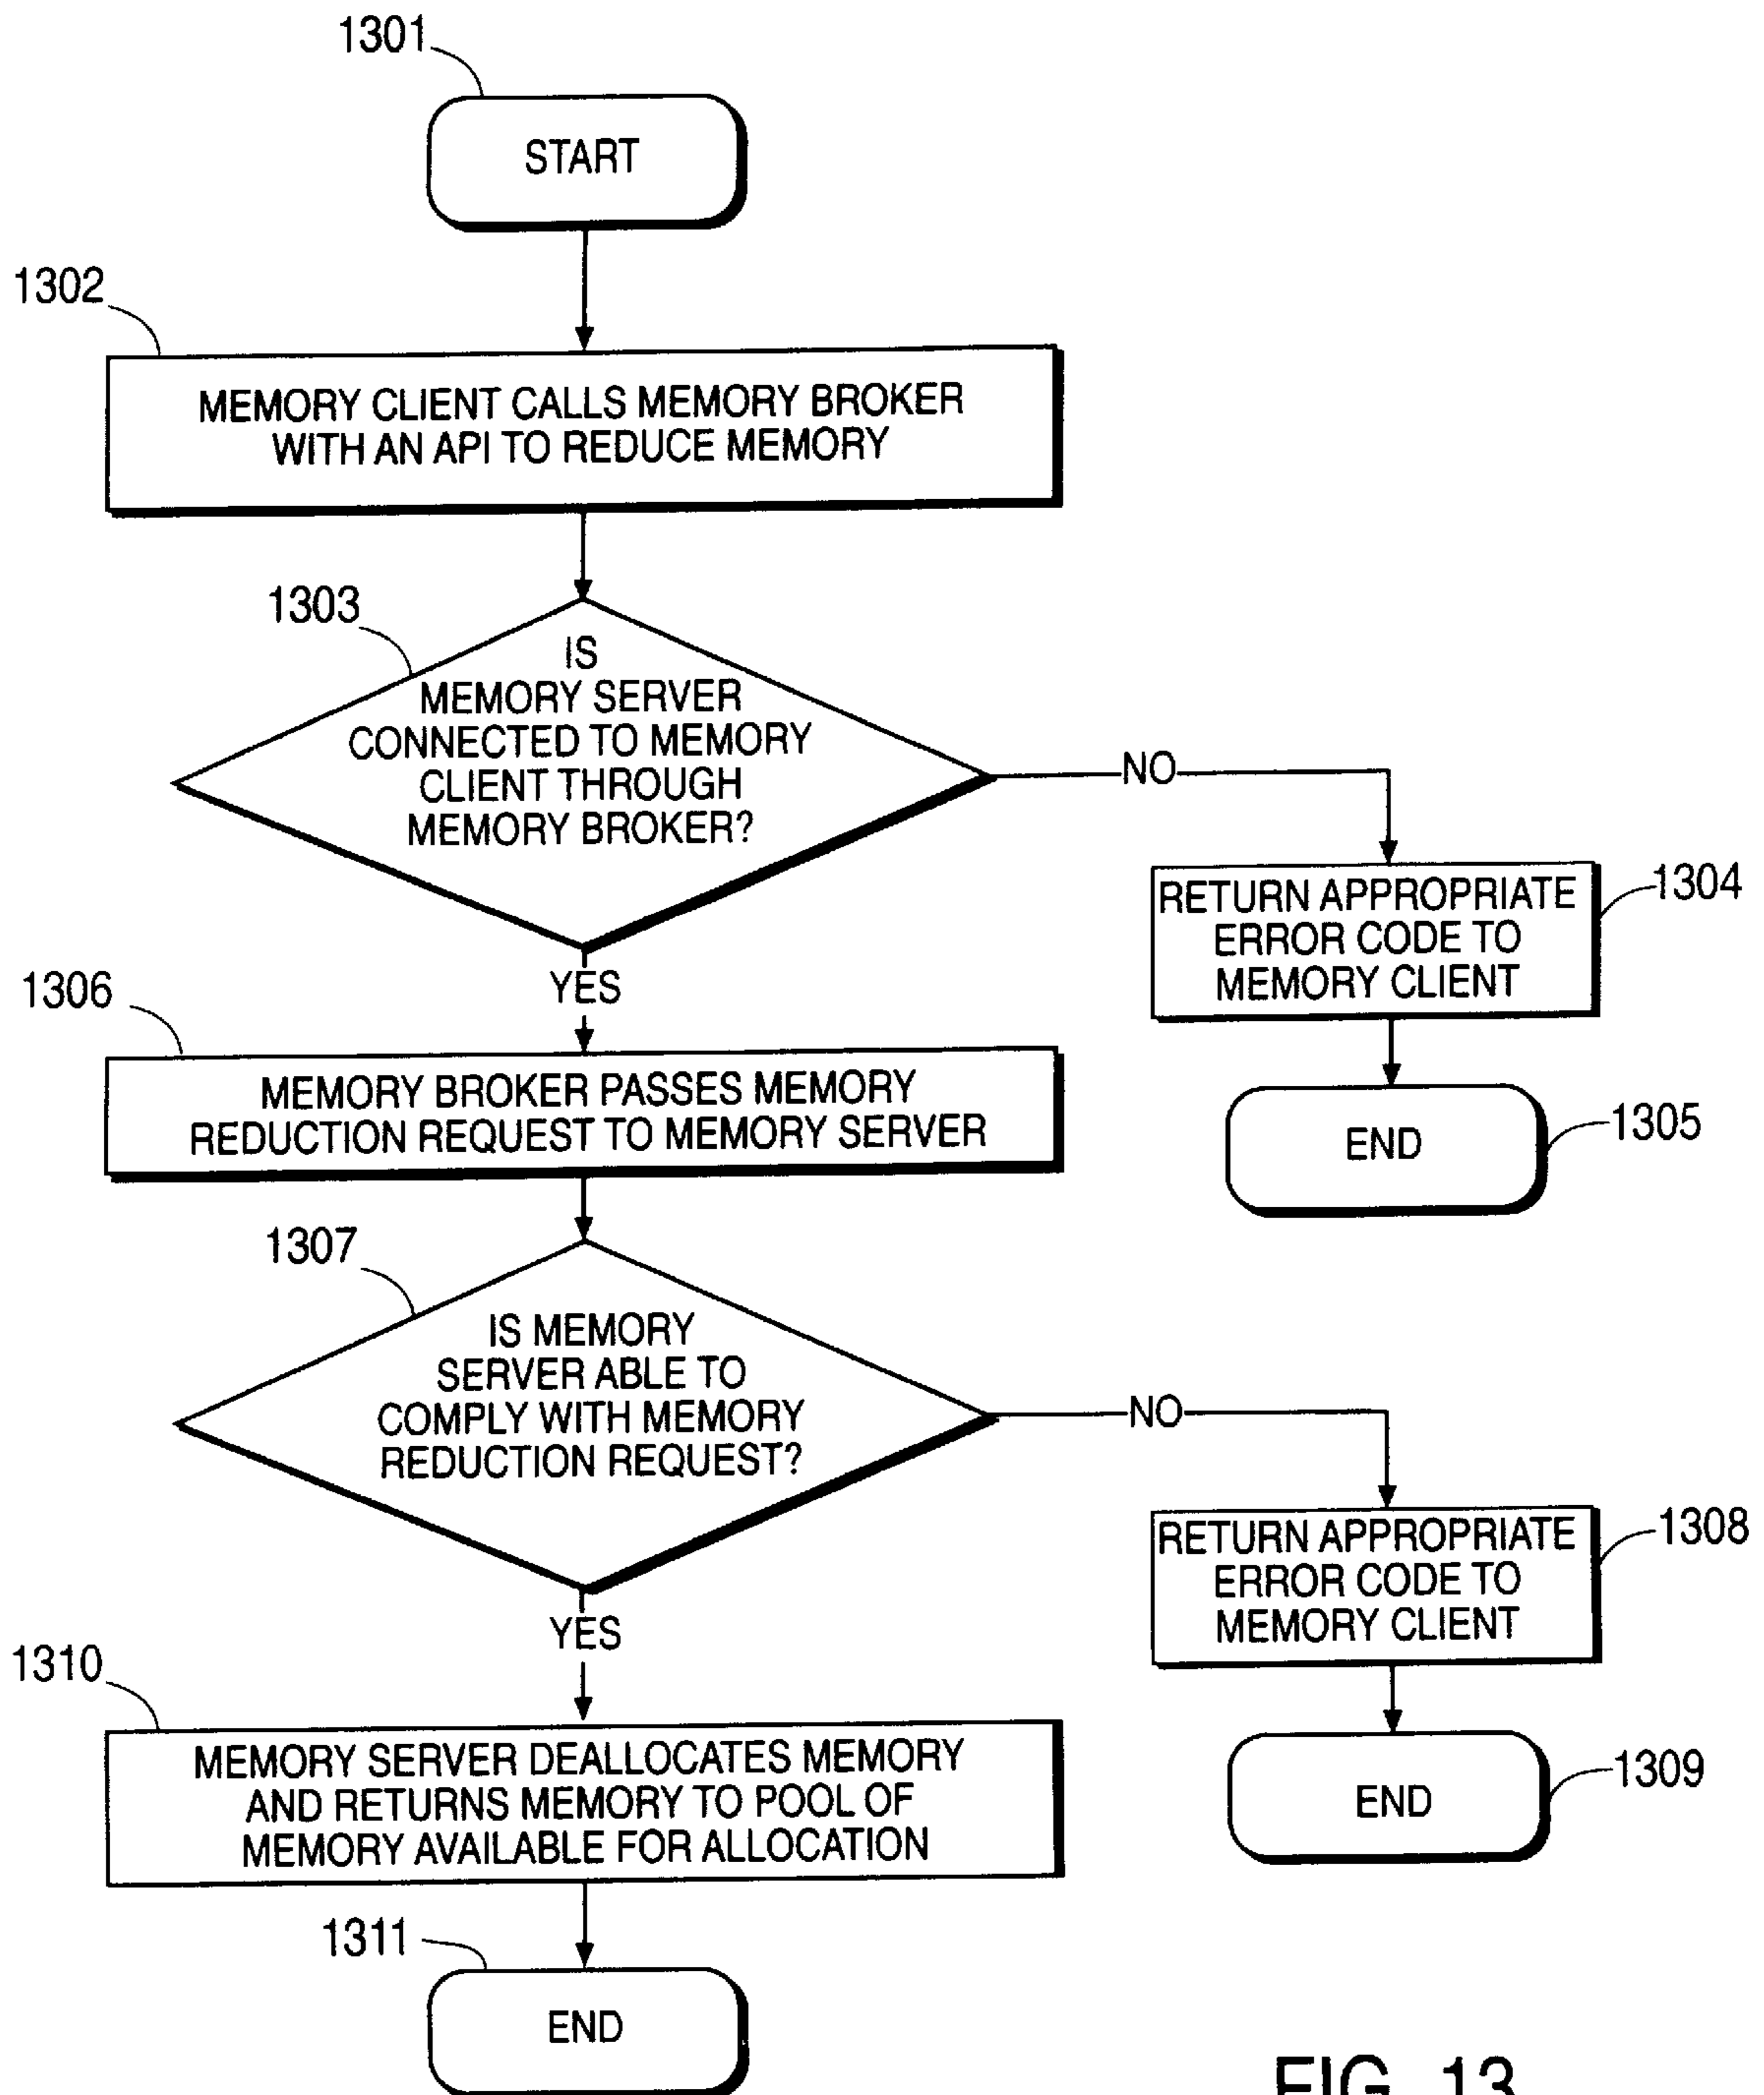 1301
START
1302
MEMORY CLIENT CALLS MEMORY BROKER
WITH AN API TO REDUCE MEMORY
1303
IS
MEMORY SERVER
CONNECTED TO MEMORY
CLIENT THROUGH
MEMORY BROKER?
NO
1304
RETURN APPROPRIATE
ERROR CODE TO
MEMORY CLIENT
YES
1306
MEMORY BROKER PASSES MEMORY
REDUCTION REQUEST TO MEMORY SERVER
1305
END
1307
IS MEMORY
SERVER ABLE TO
COMPLY WITH MEMORY
REDUCTION REQUEST?
NO
1308
RETURN APPROPRIATE
ERROR CODE TO
MEMORY CLIENT
YES
1310
MEMORY SERVER DEALLOCATES MEMORY
AND RETURNS MEMORY TO POOL OF
MEMORY AVAILABLE FOR ALLOCATION
1309
END
1311
END
FIG. 13